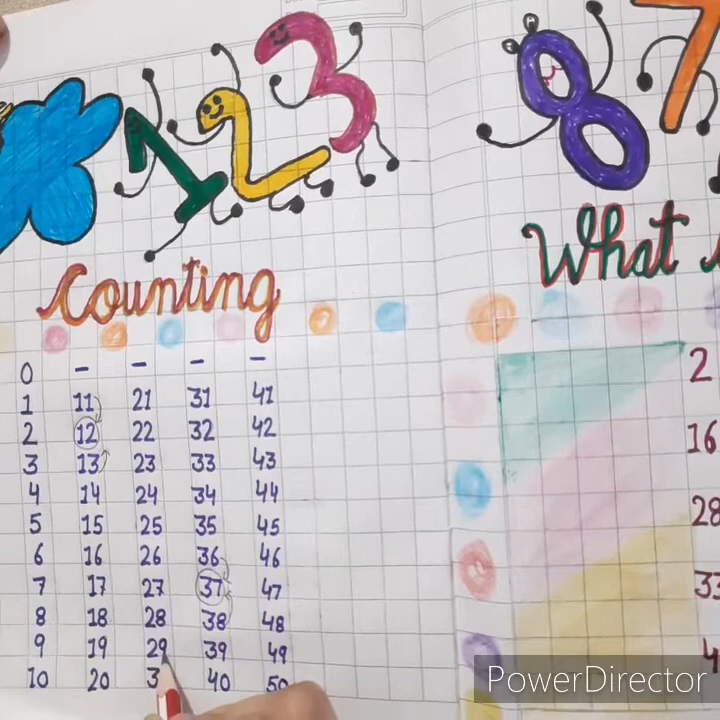 123
87
Counting
What
0 - - - -
1 11 21 31 41
2 12 22 32 42
3 13 23 33 43
4 14 24 34 44
5 15 25 35 45
6 16 26 36 46
7 17 27 37 47
8 18 28 38 48
9 19 29 39 49
10 20 3 40 50
2
16
28
33
4
PowerDirector